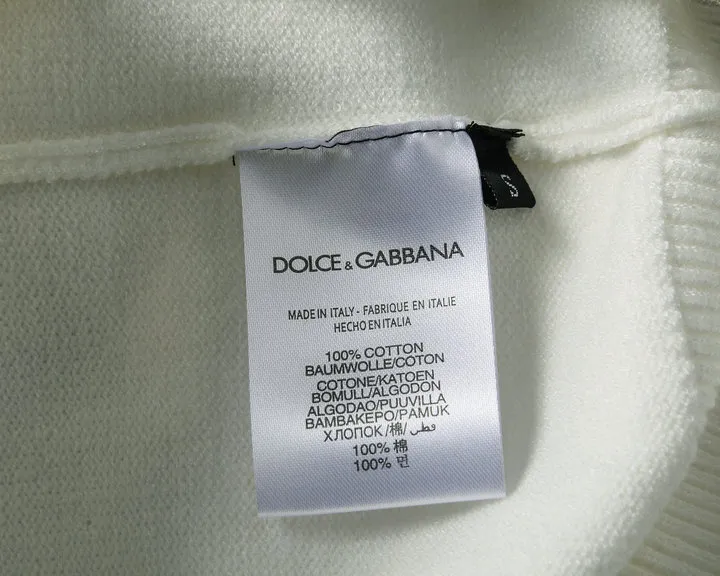 DOLCE & GABBANA
MADE IN ITALY - FABRIQUE EN ITALIE
HECHO EN ITALIA
100% COTTON
BAUMWOLLE/COTON
COTONE/KATOEN
BOMULL/ALGODON
ALGODAO/PUUVILLA
BAMBAKEPO/PAMUK
ХЛОПОК/棉/قطن
100% 棉
100% 면
S